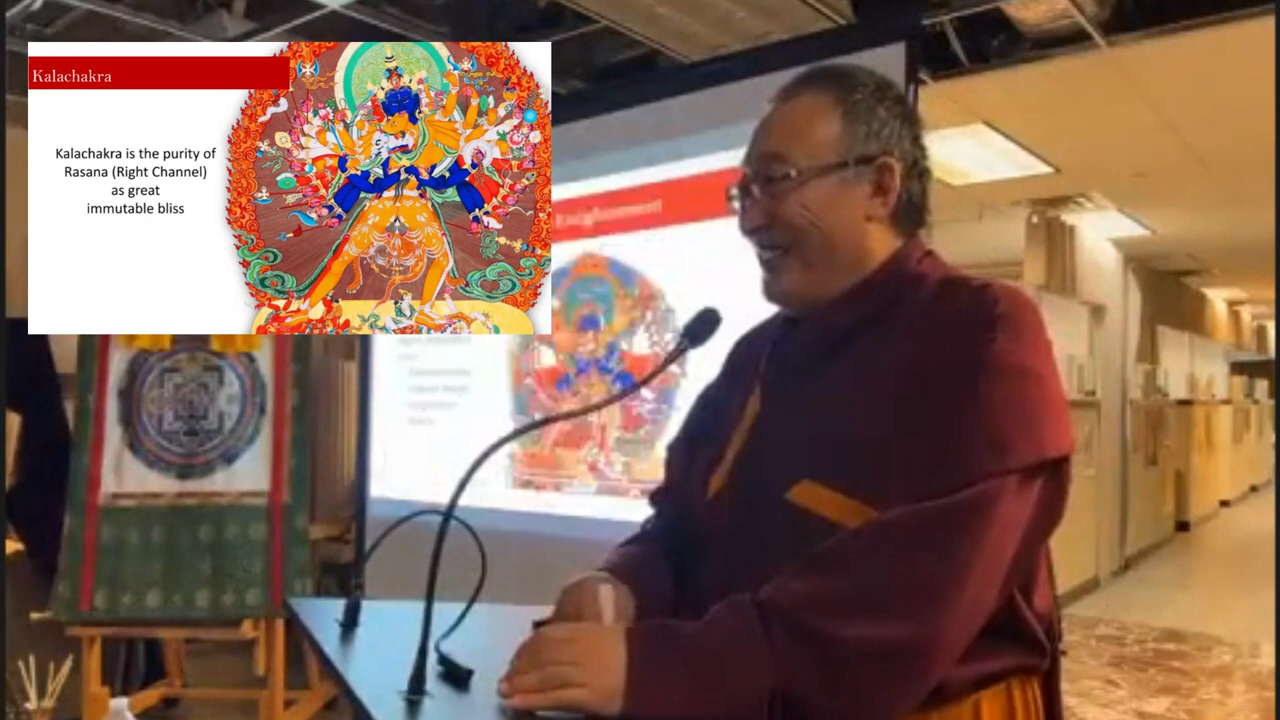 Kalachakra
Kalachakra is the purity of
Rasana (Right Channel)
as great
immutable bliss
Enlightenment